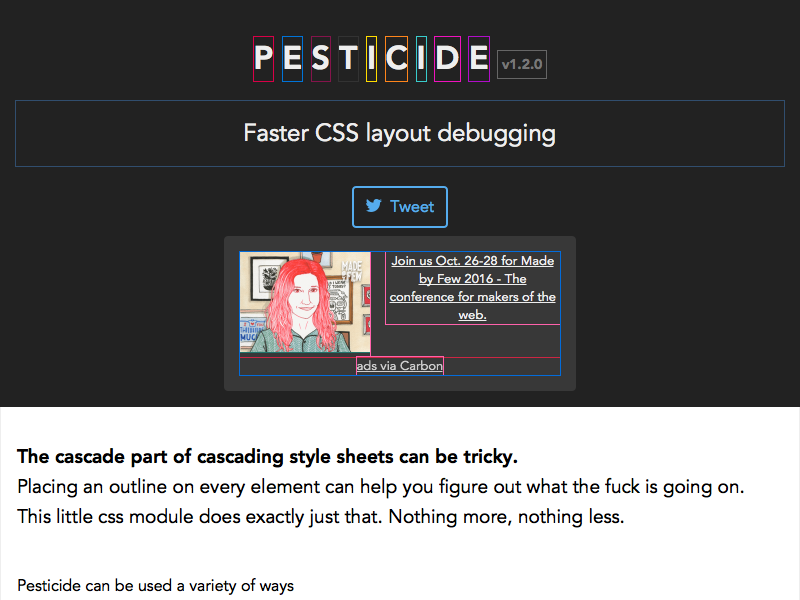 PESTICIDE v1.2.0
Faster CSS layout debugging
Tweet
MADE
BY FEW
Join us Oct. 26-28 for Made
by Few 2016 - The
conference for makers of the
web.
ads via Carbon
The cascade part of cascading style sheets can be tricky.
Placing an outline on every element can help you figure out what the fuck is going on.
This little css module does exactly just that. Nothing more, nothing less.
Pesticide can be used a variety of ways